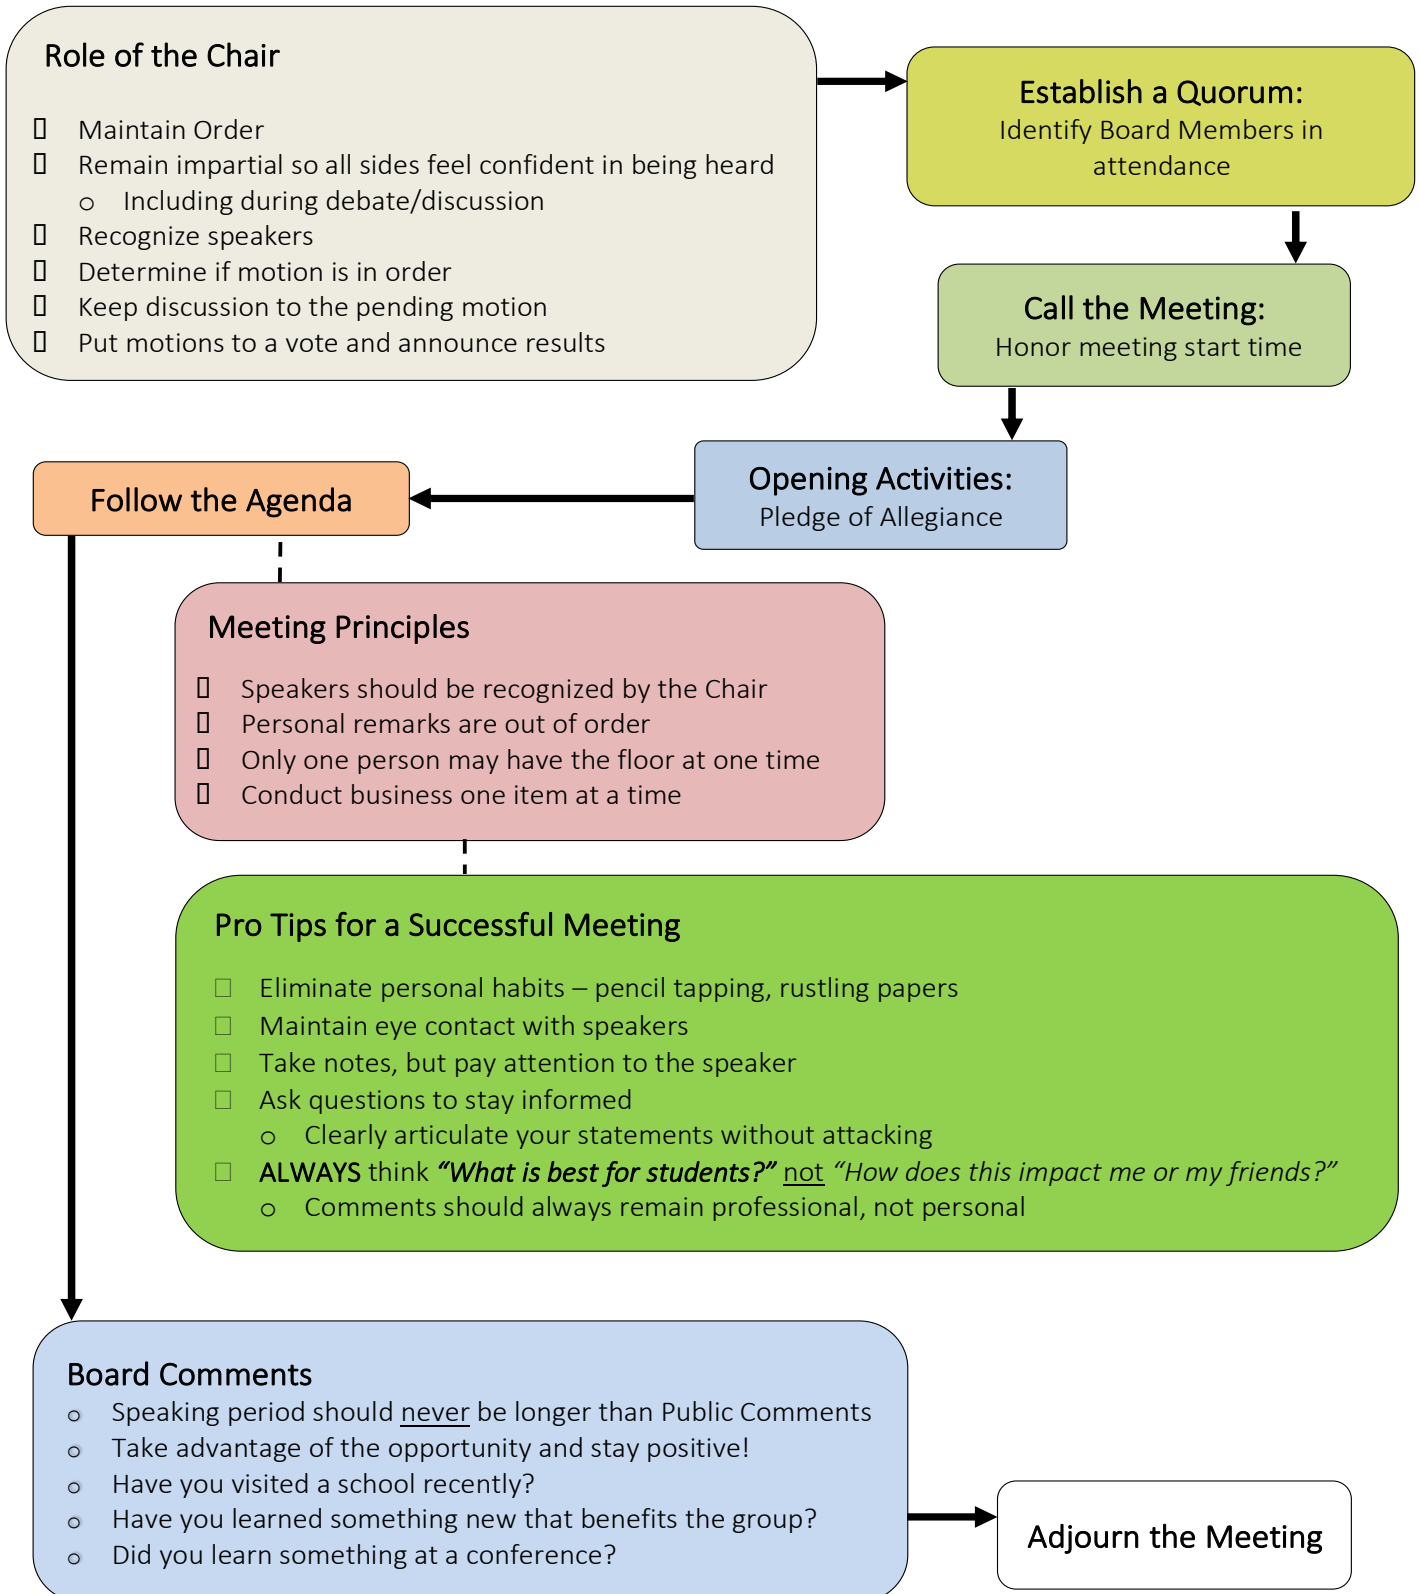 Role of the Chair
▯ Maintain Order
▯ Remain impartial so all sides feel confident in being heard
o Including during debate/discussion
▯ Recognize speakers
▯ Determine if motion is in order
▯ Keep discussion to the pending motion
▯ Put motions to a vote and announce results
Establish a Quorum:
Identify Board Members in
attendance
Call the Meeting:
Honor meeting start time
Opening Activities:
Pledge of Allegiance
Follow the Agenda
Meeting Principles
▯ Speakers should be recognized by the Chair
▯ Personal remarks are out of order
▯ Only one person may have the floor at one time
▯ Conduct business one item at a time
Pro Tips for a Successful Meeting
□ Eliminate personal habits – pencil tapping, rustling papers
□ Maintain eye contact with speakers
□ Take notes, but pay attention to the speaker
□ Ask questions to stay informed
o Clearly articulate your statements without attacking
□ ALWAYS think “What is best for students?” not “How does this impact me or my friends?”
o Comments should always remain professional, not personal
Board Comments
o Speaking period should never be longer than Public Comments
o Take advantage of the opportunity and stay positive!
o Have you visited a school recently?
o Have you learned something new that benefits the group?
o Did you learn something at a conference?
Adjourn the Meeting